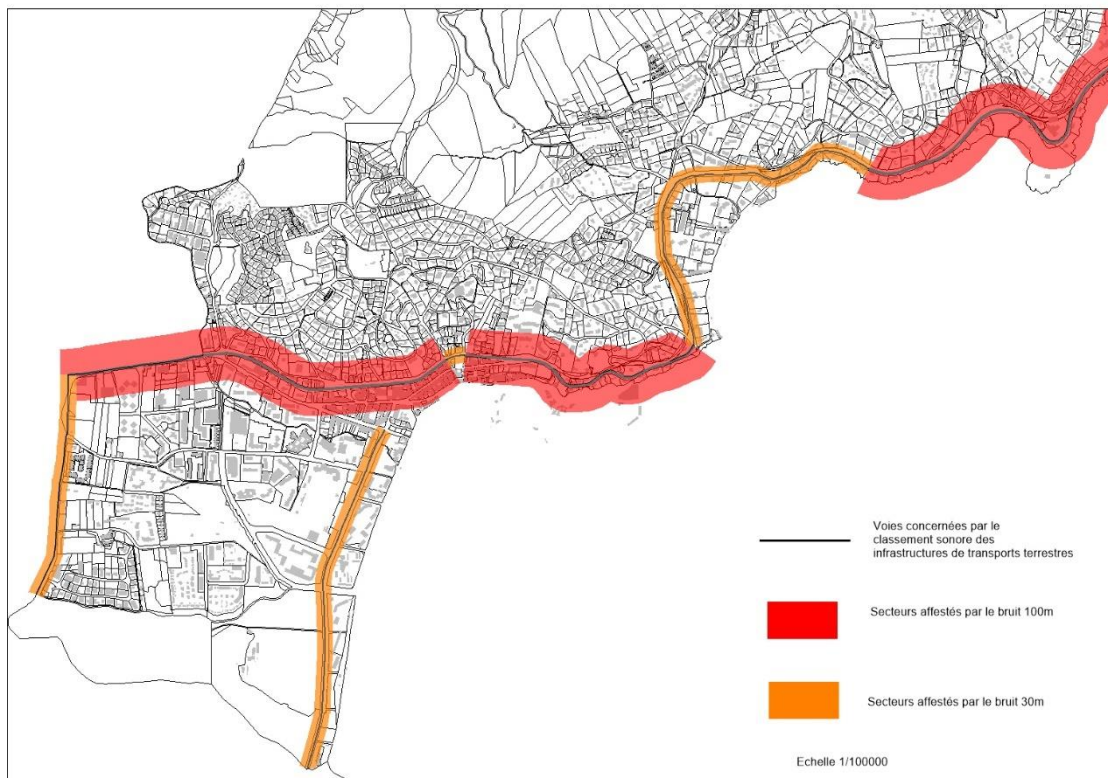 Voies concernées par le
classement sonore des
infrastructures de transports terrestres
Secteurs affestés par le bruit 100m
Secteurs affestés par le bruit 30m
Echelle 1/100000